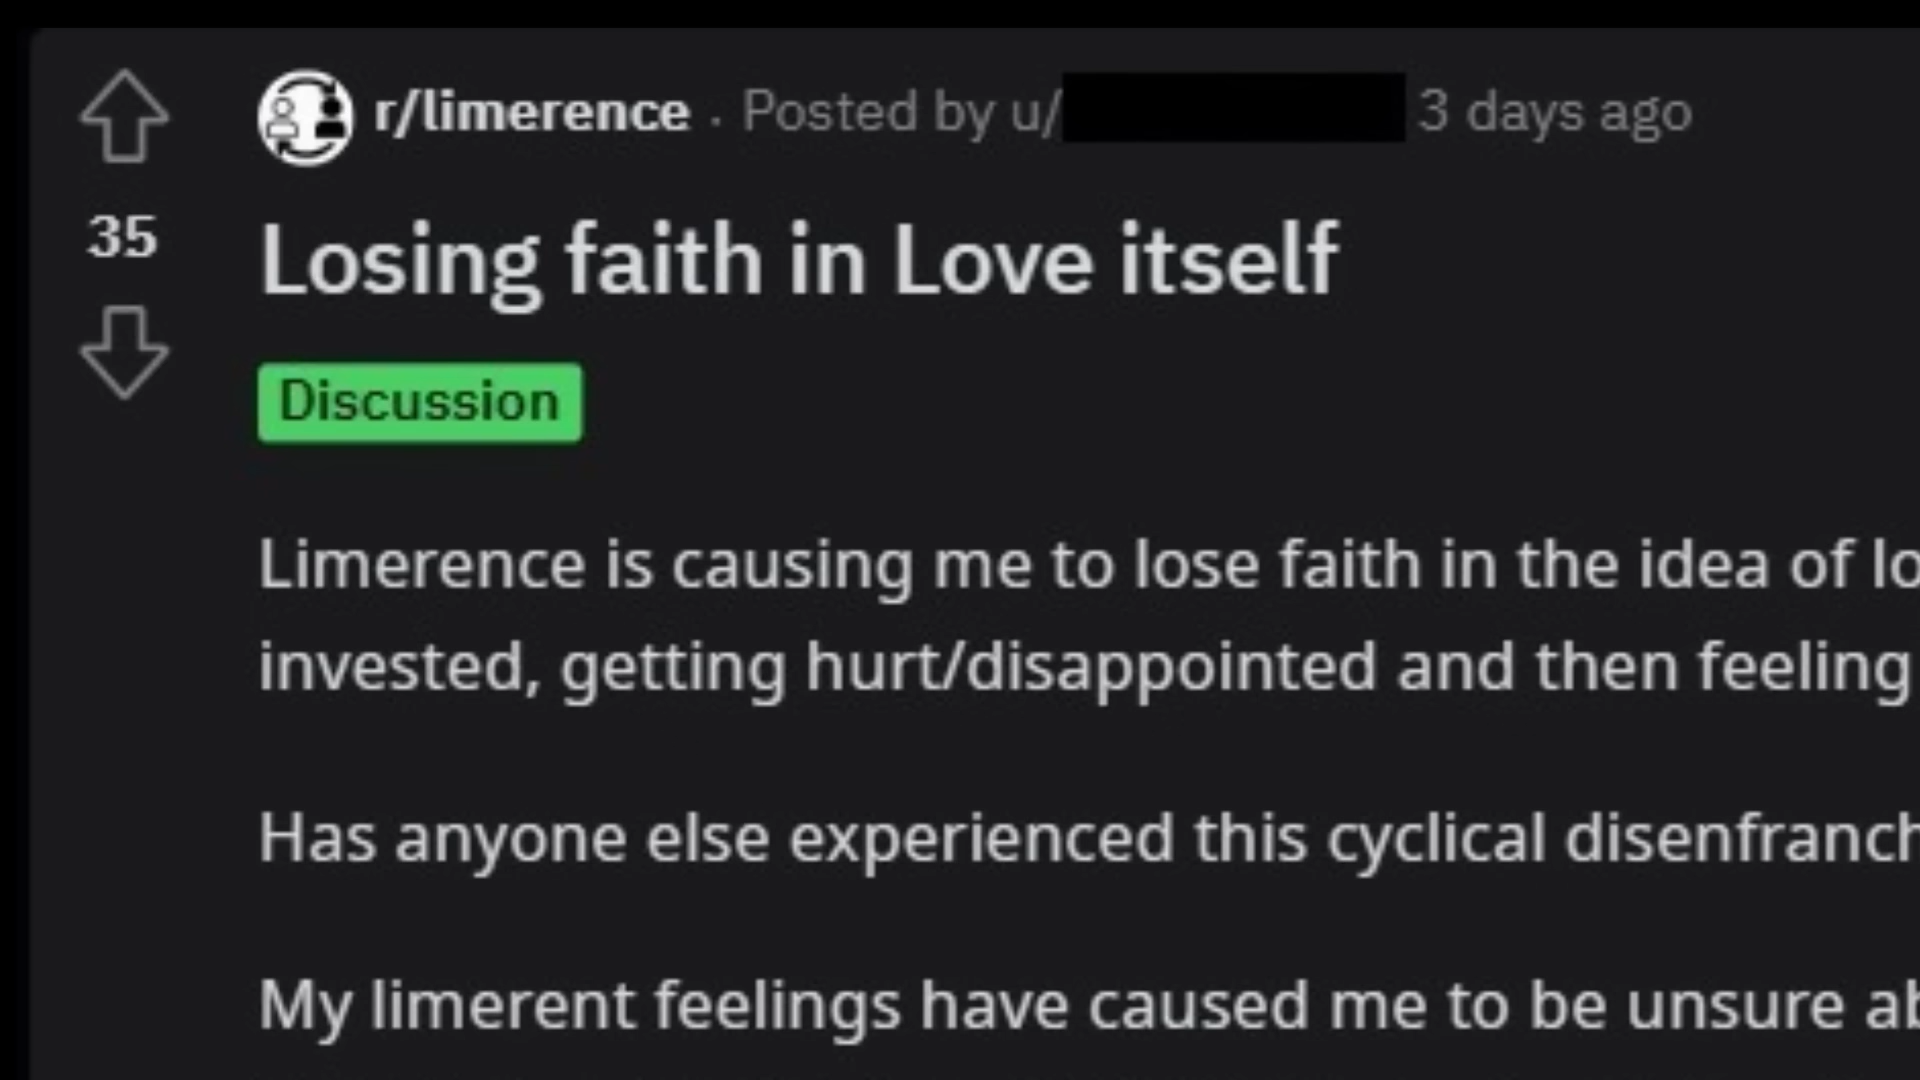 r/limerence · Posted by u/ 3 days ago
35
Losing faith in Love itself
Discussion
Limerence is causing me to lose faith in the idea of
invested, getting hurt/disappointed and then feeling
Has anyone else experienced this cyclical
My limerent feelings have caused me to be unsure